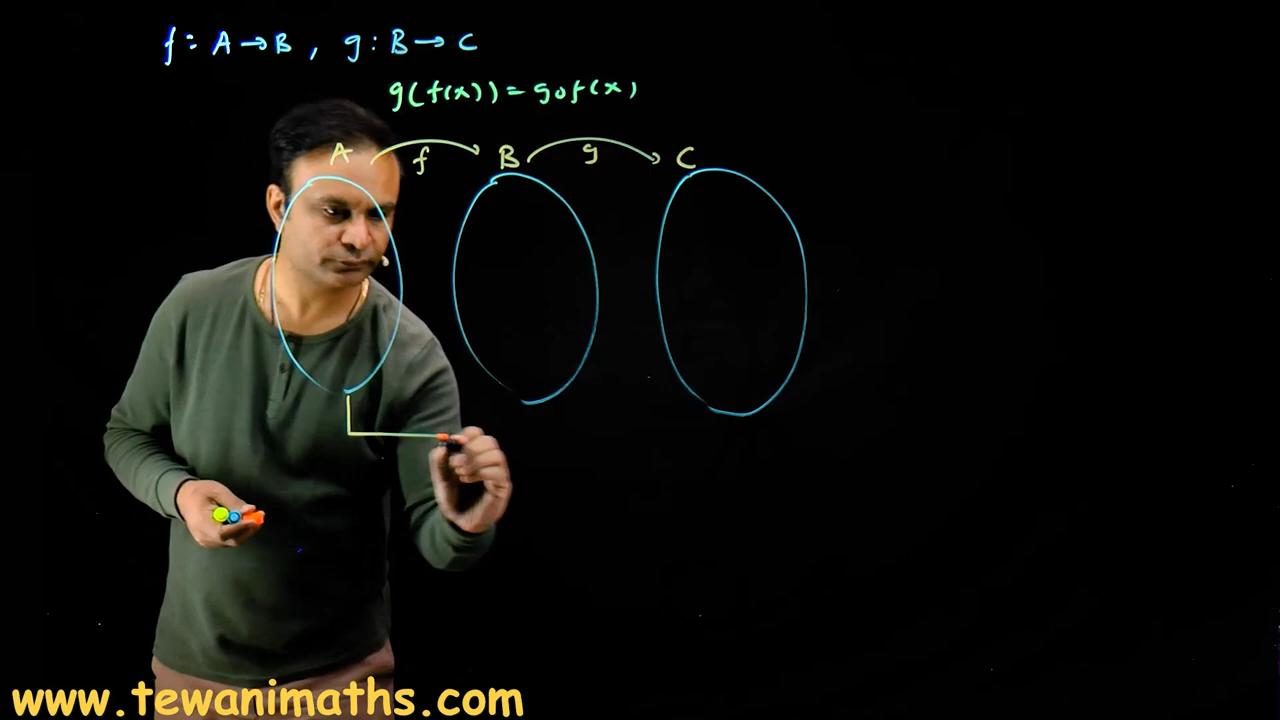 f : A → B , g : B → C
g(f(x)) = gof(x)
A f B g C
www.tewanimaths.com